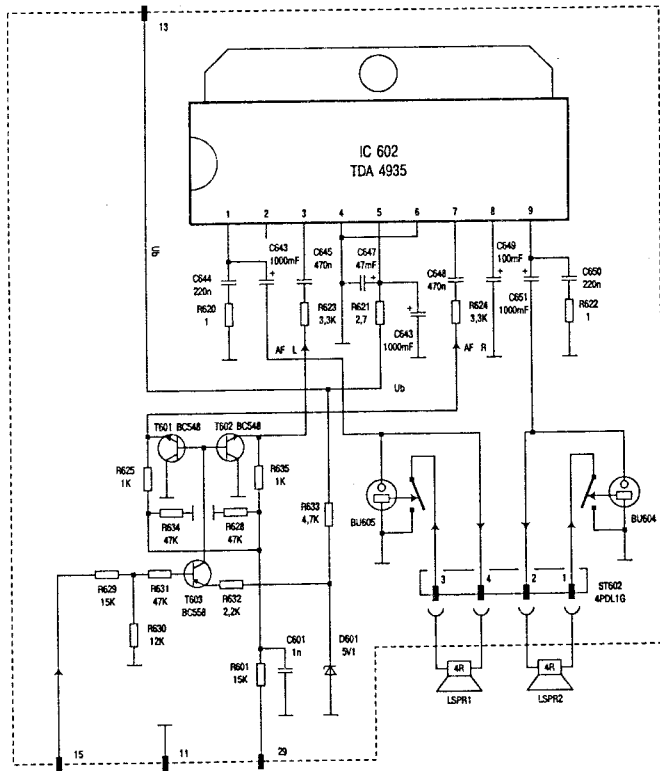 13
IC 602
TDA 4935
1 2 3 4 5 6 7 8 9
Ub
C644
220n
R620
1
C643
1000mF
+
C645
470n
R623
3,3K
C647
47mF
+
R621
2,7
+
C643
1000mF
C648
470n
R624
3,3K
C649
100mF
+
C651
1000mF
+
C650
220n
R622
1
AF L
AF R
Ub
T601 BC548
T602 BC548
R625
1K
R635
1K
R634
47K
R628
47K
R633
4,7K
BU605
BU604
R629
15K
R631
47K
T603
BC558
R632
2,2K
R630
12K
R601
15K
C601
1n
D601
5V1
3 4 2 1
ST602
4PDL1G
4R
LSPR1
4R
LSPR2
15 11 29